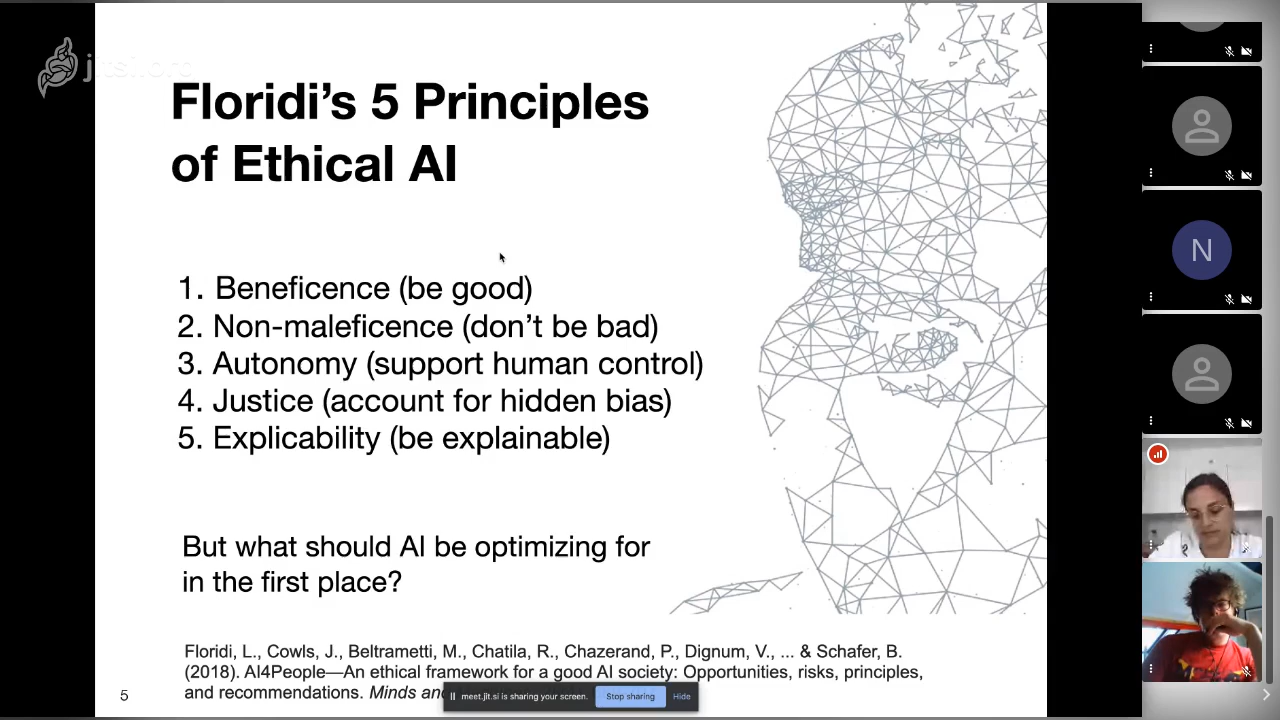 jitsi.org
Floridi’s 5 Principles
of Ethical AI
1. Beneficence (be good)
2. Non-maleficence (don’t be bad)
3. Autonomy (support human control)
4. Justice (account for hidden bias)
5. Explicability (be explainable)
But what should AI be optimizing for
in the first place?
Floridi, L., Cowls, J., Beltrametti, M., Chatila, R., Chazerand, P., Dignum, V., ... & Schafer, B.
(2018). AI4People—An ethical framework for a good AI society: Opportunities, risks, principles,
and recommendations. Minds and
5
meet.jit.si is sharing your screen.
Stop sharing
Hide
N